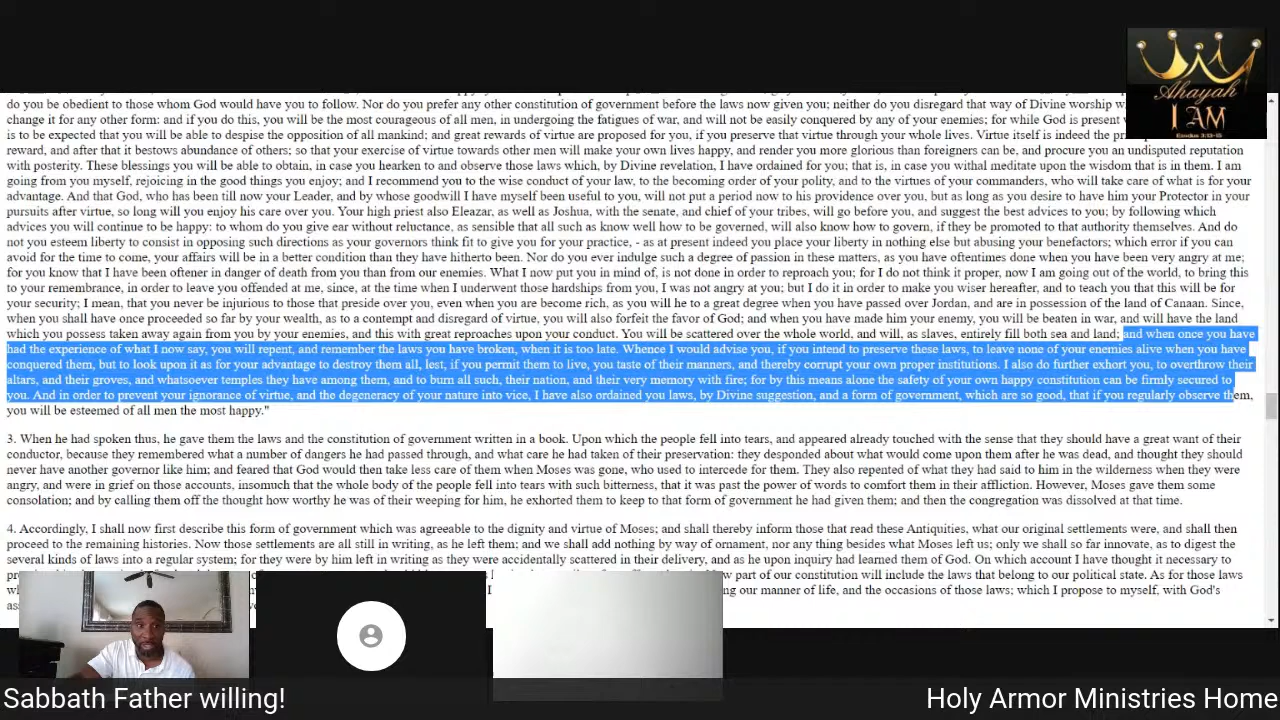 Ahayah
I AM
Exodus 3:13-15
do you be obedient to those whom God would have you to follow. Nor do you prefer any other constitution of government before the laws now given you; neither do you disregard that way of Divine worship
change it for any other form: and if you do this, you will be the most courageous of all men, in undergoing the fatigues of war, and will not be easily conquered by any of your enemies; for while God is present
is to be expected that you will be able to despise the opposition of all mankind; and great rewards of virtue are proposed for you, if you preserve that virtue through your whole lives. Virtue itself is indeed the
reward, and after that it bestows abundance of others; so that your exercise of virtue towards other men will make your own lives happy, and render you more glorious than foreigners can be, and procure you an undisputed reputation
with posterity. These blessings you will be able to obtain, in case you hearken to and observe those laws which, by Divine revelation, I have ordained for you; that is, in case you withal meditate upon the wisdom that is in them. I am
going from you myself, rejoicing in the good things you enjoy; and I recommend you to the wise conduct of your law, to the becoming order of your polity, and to the virtues of your commanders, who will take care of what is for your
advantage. And that God, who has been till now your Leader, and by whose goodwill I have myself been useful to you, will not put a period now to his providence over you, but as long as you desire to have him your Protector in your
pursuits after virtue, so long will you enjoy his care over you. Your high priest also Eleazar, as well as Joshua, with the senate, and chief of your tribes, will go before you, and suggest the best advices to you; by following which
advices you will continue to be happy: to whom do you give ear without reluctance, as sensible that all such as know well how to be governed, will also know how to govern, if they be promoted to that authority themselves. And do
not you esteem liberty to consist in opposing such directions as your governors think fit to give you for your practice, - as at present indeed you place your liberty in nothing else but abusing your benefactors; which error if you can
avoid for the time to come, your affairs will be in a better condition than they have hitherto been. Nor do you ever indulge such a degree of passion in these matters, as you have oftentimes done when you have been very angry at me;
for you know that I have been oftener in danger of death from you than from our enemies. What I now put you in mind of, is not done in order to reproach you; for I do not think it proper, now I am going out of the world, to bring this
to your remembrance, in order to leave you offended at me, since, at the time when I underwent those hardships from you, I was not angry at you; but I do it in order to make you wiser hereafter, and to teach you that this will be for
your security; I mean, that you never be injurious to those that preside over you, even when you are become rich, as you will he to a great degree when you have passed over Jordan, and are in possession of the land of Canaan. Since,
when you shall have once proceeded so far by your wealth, as to a contempt and disregard of virtue, you will also forfeit the favor of God; and when you have made him your enemy, you will be beaten in war, and will have the land
which you possess taken away again from you by your enemies, and this with great reproaches upon your conduct. You will be scattered over the whole world, and will, as slaves, entirely fill both sea and land; and when once you have
had the experience of what I now say, you will repent, and remember the laws you have broken, when it is too late. Whence I would advise you, if you intend to preserve these laws, to leave none of your enemies alive when you have
conquered them, but to look upon it as for your advantage to destroy them all, lest, if you permit them to live, you taste of their manners, and thereby corrupt your own proper institutions. I also do further exhort you, to overthrow their
altars, and their groves, and whatsoever temples they have among them, and to burn all such, their nation, and their very memory with fire; for by this means alone the safety of your own happy constitution can be firmly secured to
you. And in order to prevent your ignorance of virtue, and the degeneracy of your nature into vice, I have also ordained you laws, by Divine suggestion, and a form of government, which are so good, that if you regularly observe them,
you will be esteemed of all men the most happy."
3. When he had spoken thus, he gave them the laws and the constitution of government written in a book. Upon which the people fell into tears, and appeared already touched with the sense that they should have a great want of their
conductor, because they remembered what a number of dangers he had passed through, and what care he had taken of their preservation: they desponded about what would come upon them after he was dead, and thought they should
never have another governor like him; and feared that God would then take less care of them when Moses was gone, who used to intercede for them. They also repented of what they had said to him in the wilderness when they were
angry, and were in grief on those accounts, insomuch that the whole body of the people fell into tears with such bitterness, that it was past the power of words to comfort them in their affliction. However, Moses gave them some
consolation; and by calling them off the thought how worthy he was of their weeping for him, he exhorted them to keep to that form of government he had given them; and then the congregation was dissolved at that time.
4. Accordingly, I shall now first describe this form of government which was agreeable to the dignity and virtue of Moses; and shall thereby inform those that read these Antiquities, what our original settlements were, and shall then
proceed to the remaining histories. Now those settlements are all still in writing, as he left them; and we shall add nothing by way of ornament, nor any thing besides what Moses left us; only we shall so far innovate, as to digest the
several kinds of laws into a regular system; for they were by him left in writing as they were accidentally scattered in their delivery, and as he upon inquiry had learned them of God. On which account I have thought it necessary to
part of our constitution will include the laws that belong to our political state. As for those laws
I our manner of life, and the occasions of those laws; which I propose to myself, with God's
Sabbath Father willing!
Holy Armor Ministries Home